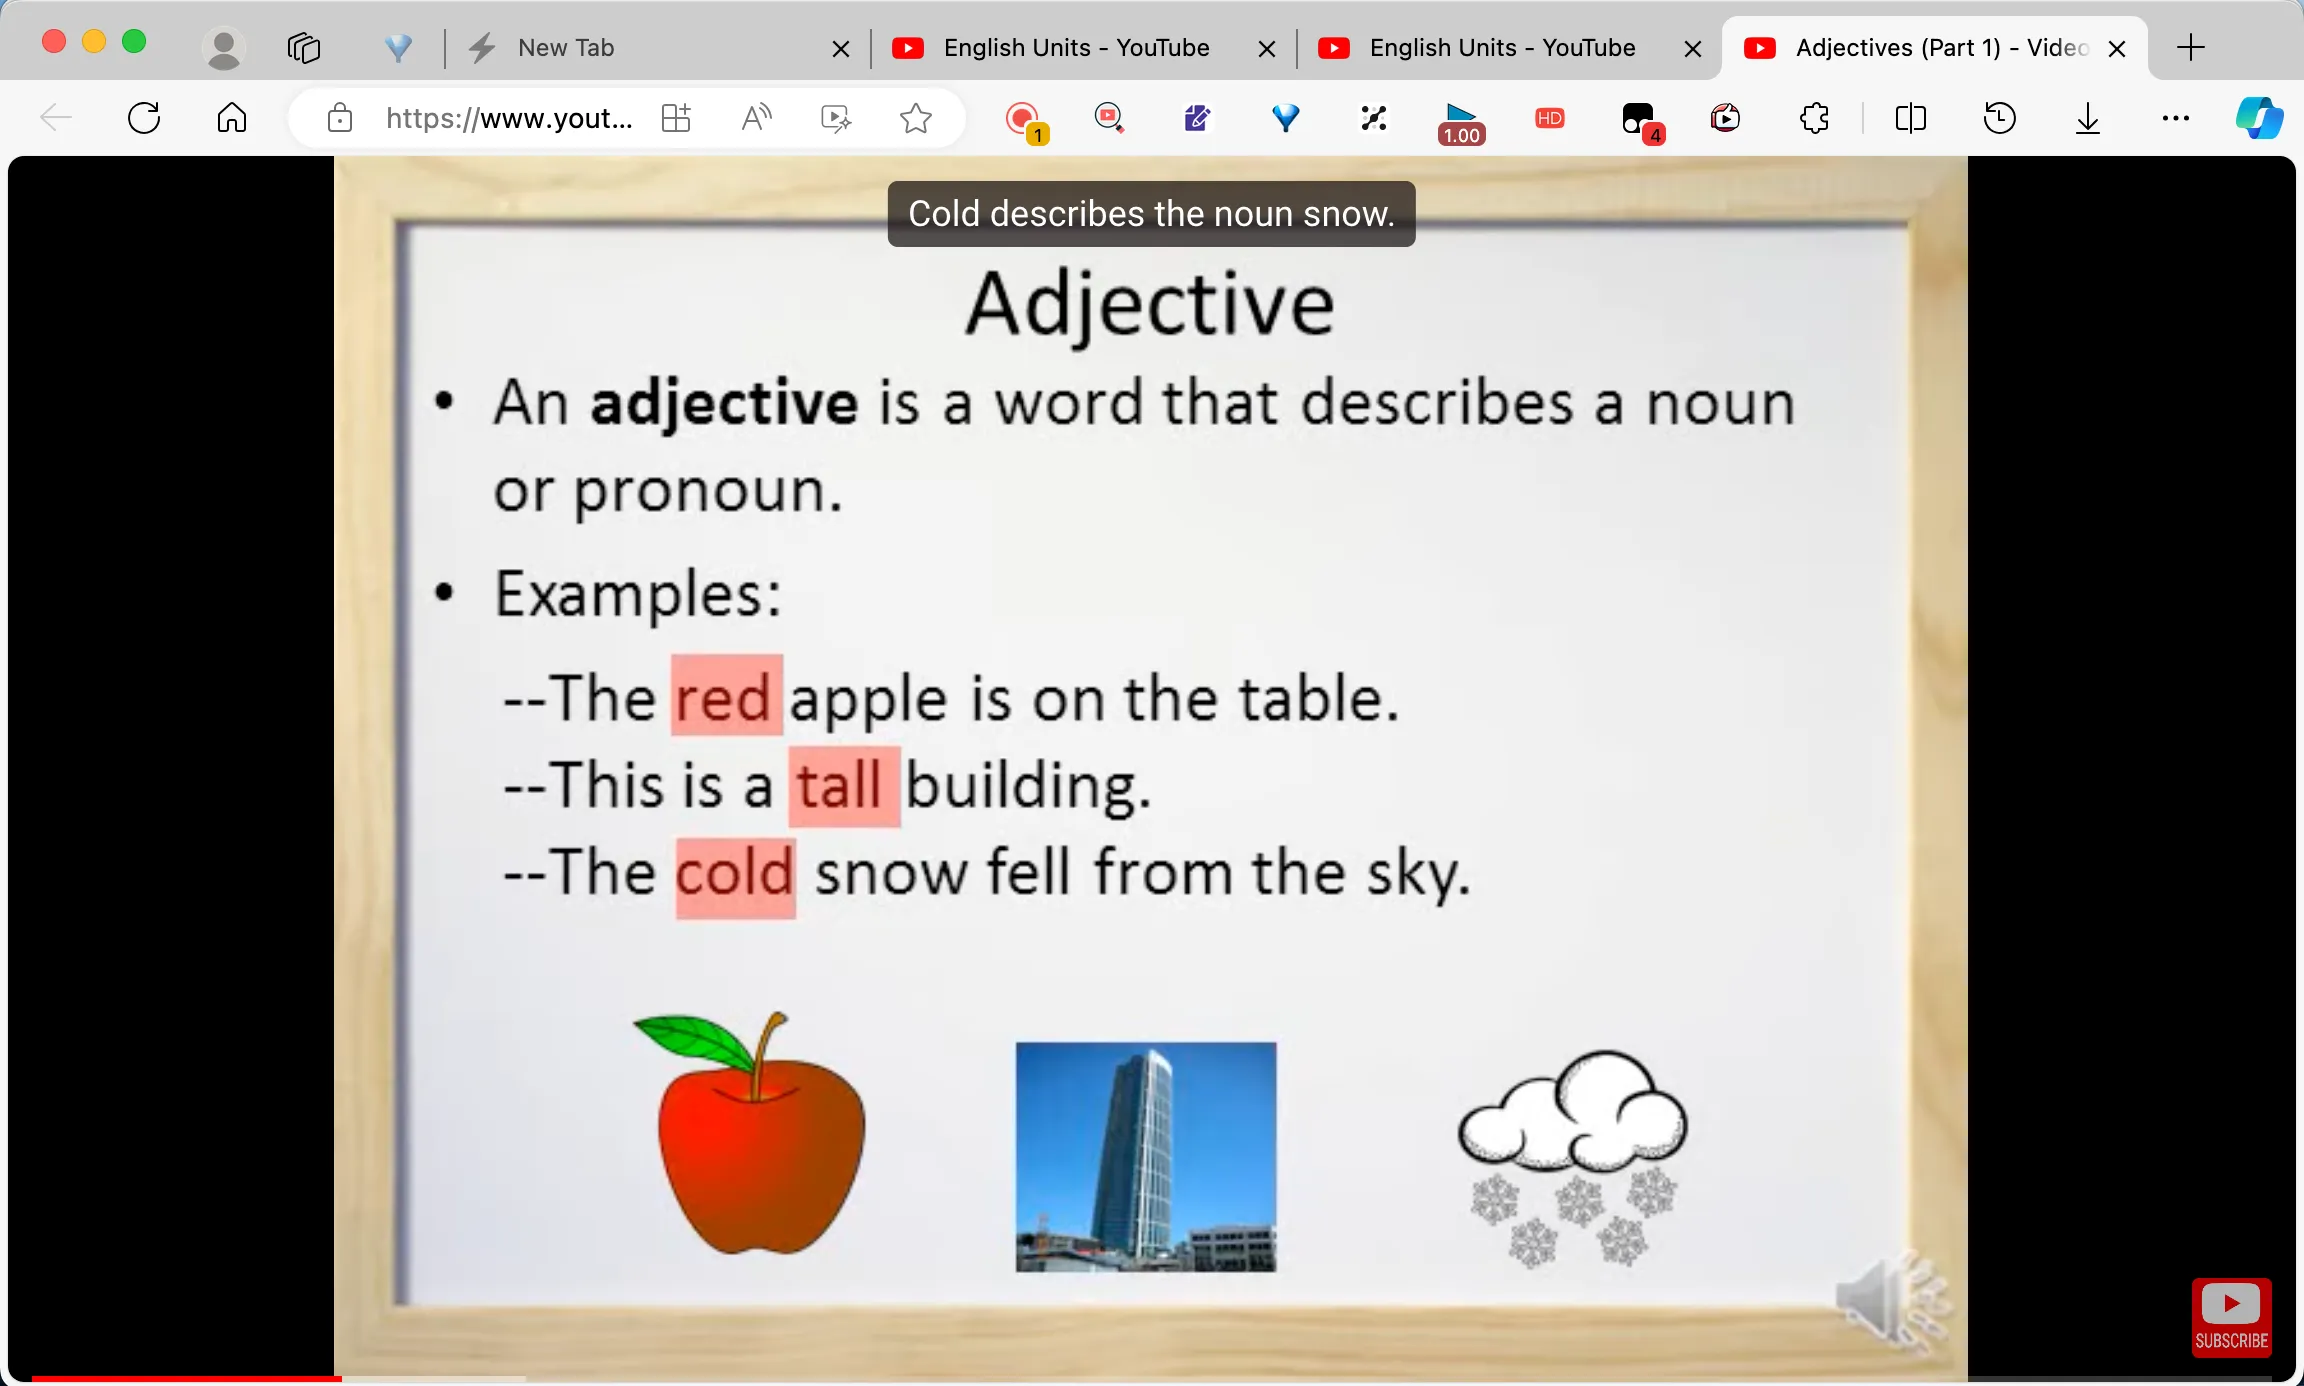 New Tab
English Units - YouTube
English Units - YouTube
Adjectives (Part 1) - Video
https://www.yout...
1
1.00
HD
4
Cold describes the noun snow.
Adjective
• An adjective is a word that describes a noun
or pronoun.
• Examples:
--The red apple is on the table.
--This is a tall building.
--The cold snow fell from the sky.
SUBSCRIBE